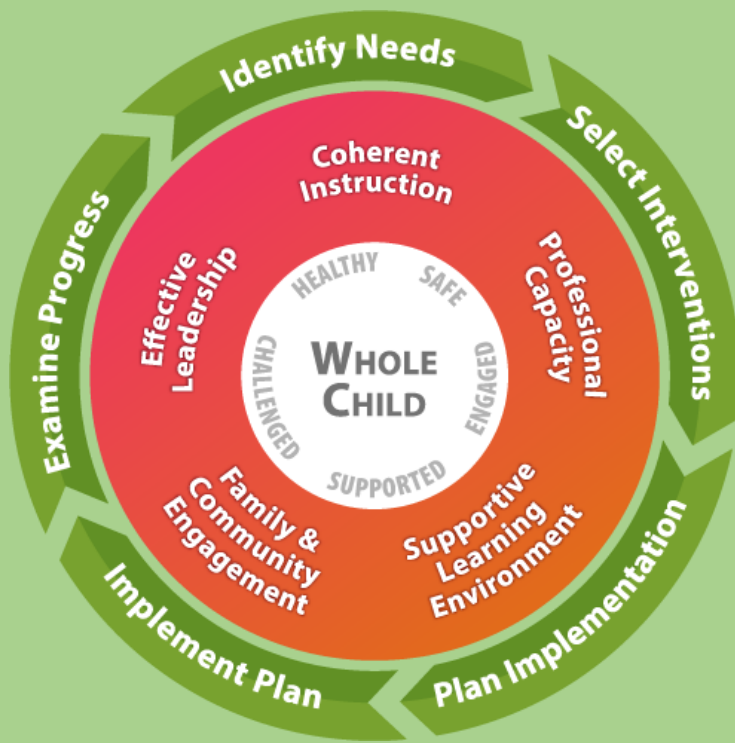 Identify Needs
Select Interventions
Plan Implementation
Implement Plan
Examine Progress
Coherent
Instruction
Professional
Capacity
Supportive
Learning
Environment
Family &
Community
Engagement
Effective
Leadership
HEALTHY
SAFE
ENGAGED
SUPPORTED
CHALLENGED
WHOLE
CHILD